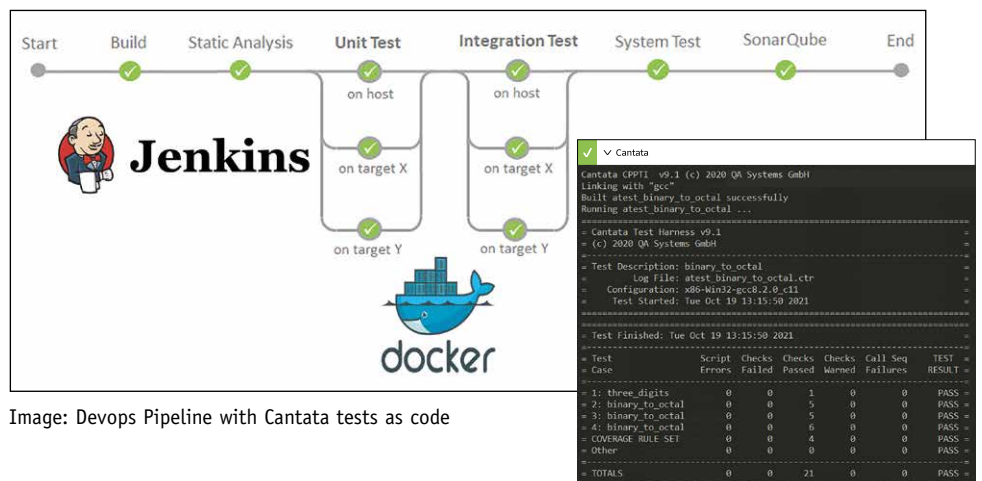 Start Build Static Analysis Unit Test Integration Test System Test SonarQube End
on host on host
Jenkins
on target X on target X
on target Y on target Y
docker
Cantata
Cantata CPPTI v9.1 (c) 2020 QA Systems GmbH
Linking with "gcc"
Built atest_binary_to_octal successfully
Running atest_binary_to_octal ...
= Cantata Test Harness v9.1 =
= (c) 2020 QA Systems GmbH =
= Test Description: binary_to_octal =
= Log File: atest_binary_to_octal.ctr =
= Configuration: x86-Win32-gcc8.2.0_c11 =
= Test Started: Tue Oct 19 13:15:50 2021 =
= Test Finished: Tue Oct 19 13:15:50 2021 =
= Test Script Checks Checks Checks Call Seq TEST =
= Case Errors Failed Passed Warned Failures RESULT =
= 1: three_digits 0 0 1 0 0 PASS =
= 2: binary_to_octal 0 0 5 0 0 PASS =
= 3: binary_to_octal 0 0 5 0 0 PASS =
= 4: binary_to_octal 0 0 6 0 0 PASS =
= COVERAGE RULE SET 0 0 4 0 0 PASS =
= Other 0 0 0 0 0 PASS =
= TOTALS 0 0 21 0 0 PASS =
Image: Devops Pipeline with Cantata tests as code